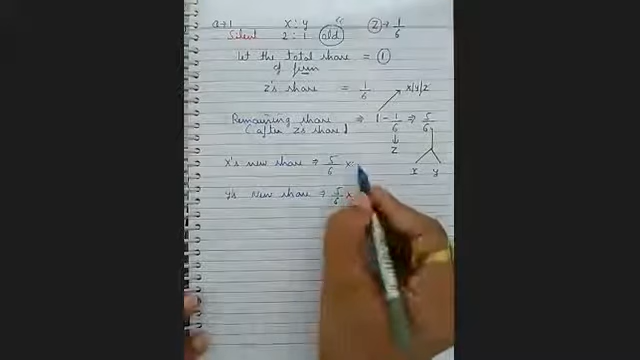 Q→1 x : y Z → 1/6
Silent 2 : 1 old
Let the total share = 1
of firm
Z's share = 1/6 x/y/z
Remaining share ⇒ 1 - 1/6 ⇒ 5/6
(after Z's share) Z
x y
x's new share ⇒ 5/6 x
y's New share ⇒ 5/6 x